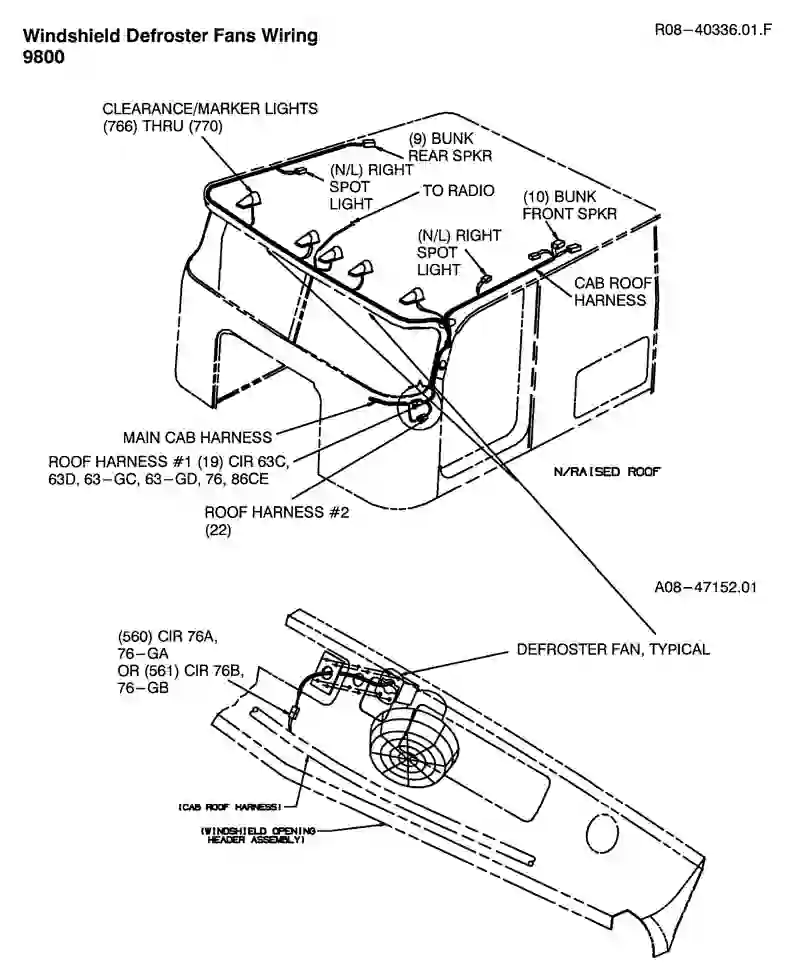 Windshield Defroster Fans Wiring
9800
R08-40336.01.F
CLEARANCE/MARKER LIGHTS
(766) THRU (770)
(9) BUNK
REAR SPKR
(N/L) RIGHT
SPOT
LIGHT
TO RADIO
(10) BUNK
FRONT SPKR
(N/L) RIGHT
SPOT
LIGHT
CAB ROOF
HARNESS
MAIN CAB HARNESS
ROOF HARNESS #1 (19) CIR 63C,
63D, 63-GC, 63-GD, 76, 86CE
N/RAISED ROOF
ROOF HARNESS #2
(22)
A08-47152.01
(560) CIR 76A,
76-GA
OR (561) CIR 76B,
76-GB
DEFROSTER FAN, TYPICAL
(CAB ROOF HARNESS)
(WINDSHIELD OPENING
HEADER ASSEMBLY)